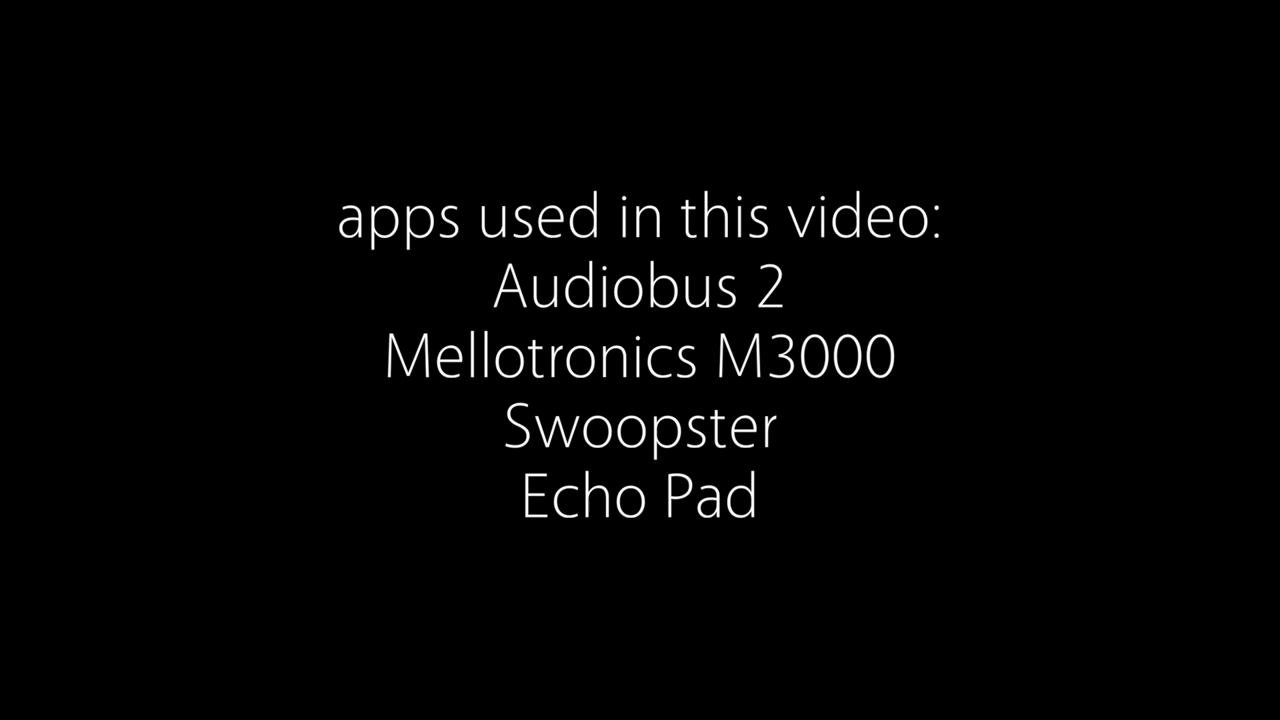 apps used in this video:
Audiobus 2
Mellotronics M3000
Swoopster
Echo Pad